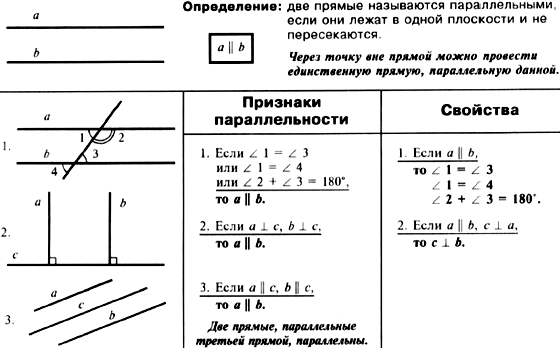 Определение: две прямые называются параллельными,
если они лежат в одной плоскости и не
пересекаются.
a
b
a ∥ b
Через точку вне прямой можно провести
единственную прямую, параллельную данной.
Признаки
параллельности
Свойства
1.
a
1
2
b
3
4
1. Если ∠ 1 = ∠ 3
или ∠ 1 = ∠ 4
или ∠ 2 + ∠ 3 = 180°,
то a ∥ b.
1. Если a ∥ b,
то ∠ 1 = ∠ 3
∠ 1 = ∠ 4
∠ 2 + ∠ 3 = 180°.
2.
a
b
c
2. Если a ⊥ c, b ⊥ c,
то a ∥ b.
2. Если a ∥ b, c ⊥ a,
то c ⊥ b.
3.
a
c
b
3. Если a ∥ c, b ∥ c,
то a ∥ b.
Две прямые, параллельные
третьей прямой, параллельны.